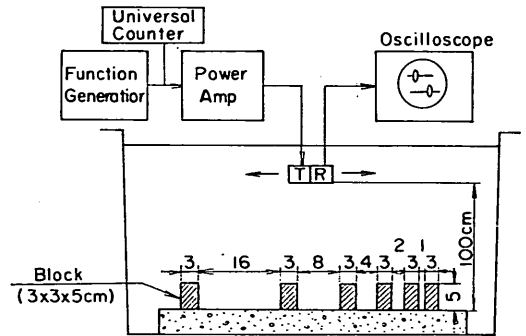 Universal
Counter
Oscilloscope
Function
Generatior
Power
Amp
T R
100cm
2 1
3 16 3 8 3 4 3 3 3
Block
(3x3x5cm)
5